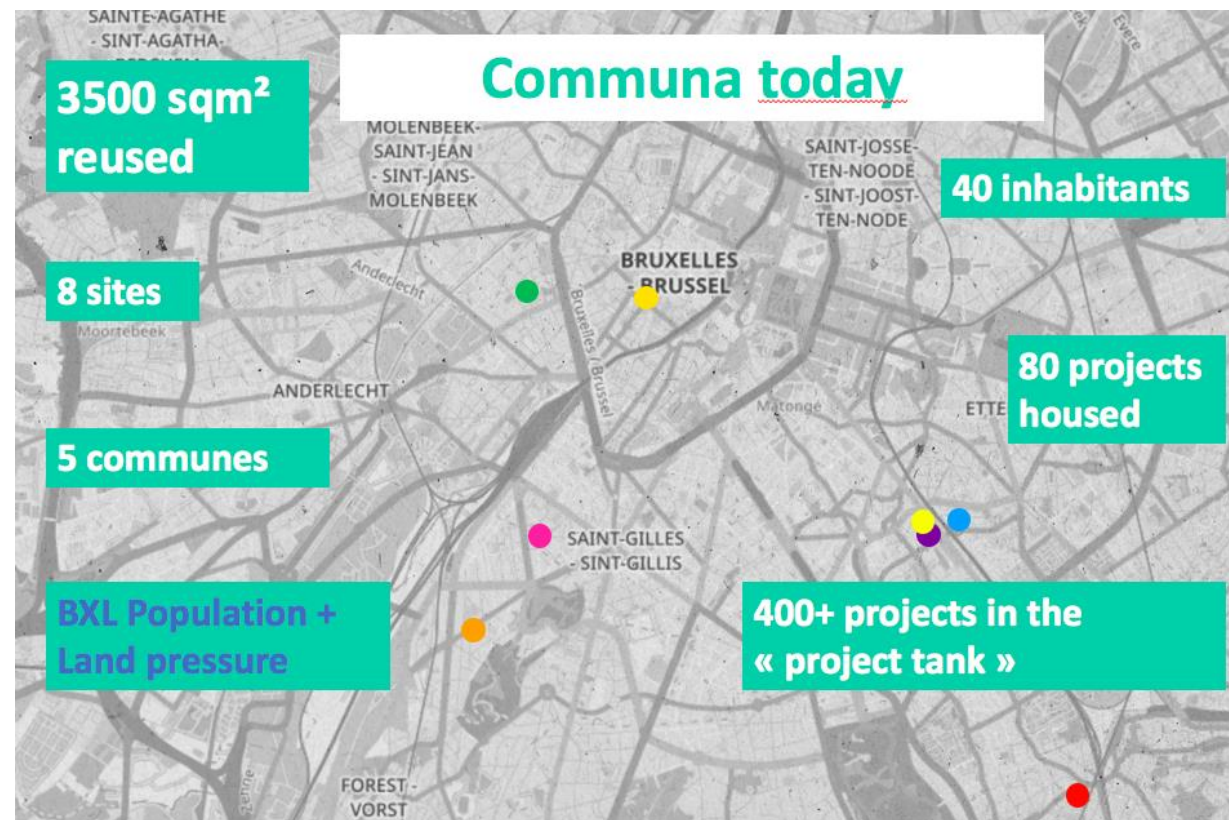 SAINTE-AGATHE
- SINT-AGATHA-
Communa today
3500 sqm²
reused
MOLENBEEK-
SAINT-JEAN
- SINT-JANS-
MOLENBEEK
SAINT-JOSSE-
TEN-NOODE
- SINT-JOOST-
TEN-NODE
40 inhabitants
Evere
8 sites
Anderlecht
BRUXELLES
- BRUSSEL
Moortebeek
Bruxelles / Brussel
80 projects
housed
ANDERLECHT
Matongé
ETTE
5 communes
SAINT-GILLES
- SINT-GILLIS
BXL Population +
Land pressure
400+ projects in the
« project tank »
FOREST -
VORST